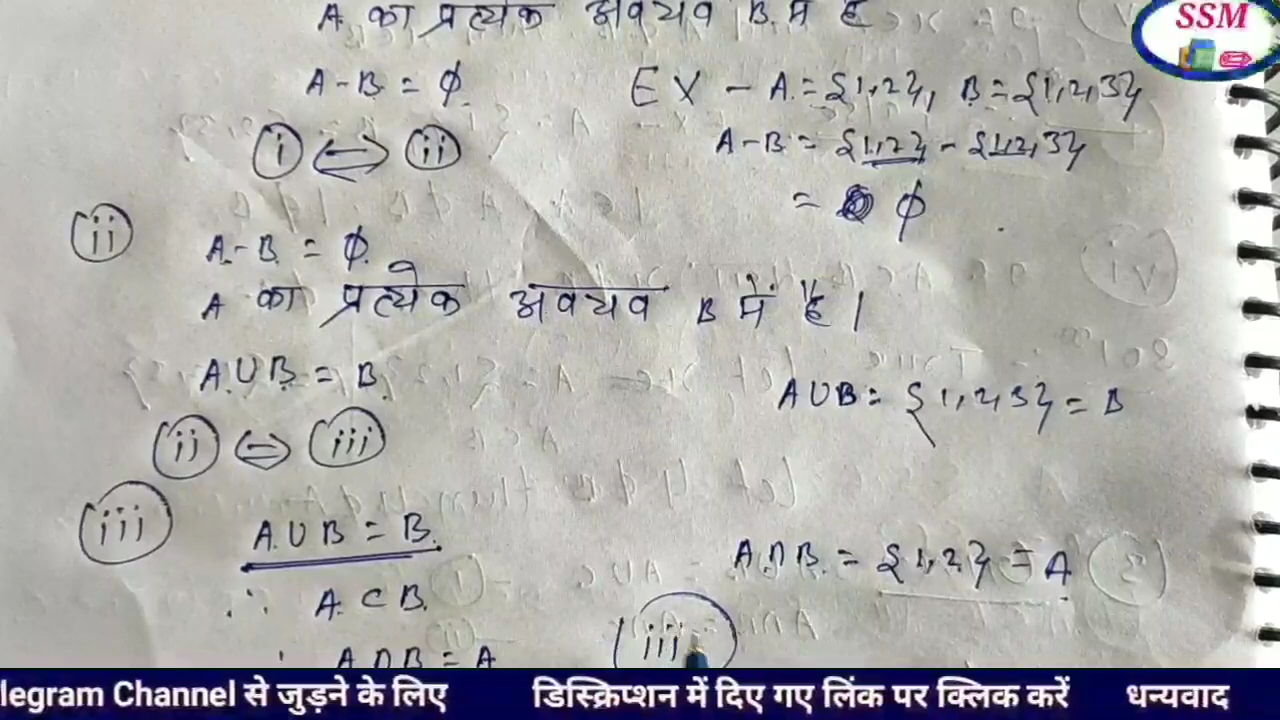 A का प्रत्येक अवयव B में है
SSM
A - B = ϕ
EX - A = {1,2}, B = {1,2,3}
A - B = {1,2} - {1,2,3}
(i) ⟺ (ii)
= ϕ
(ii) A - B = ϕ
A का प्रत्येक अवयव B में है।
A ∪ B = B
A ∪ B = {1,2,3} = B
(ii) ⟺ (iii)
(iii) A ∪ B = B
A ∩ B = {1,2} = A
∴ A ⊂ B
(iii)
∴ A ∩ B = A
legram Channel से जुड़ने के लिए डिस्क्रिप्शन में दिए गए लिंक पर क्लिक करें धन्यवाद